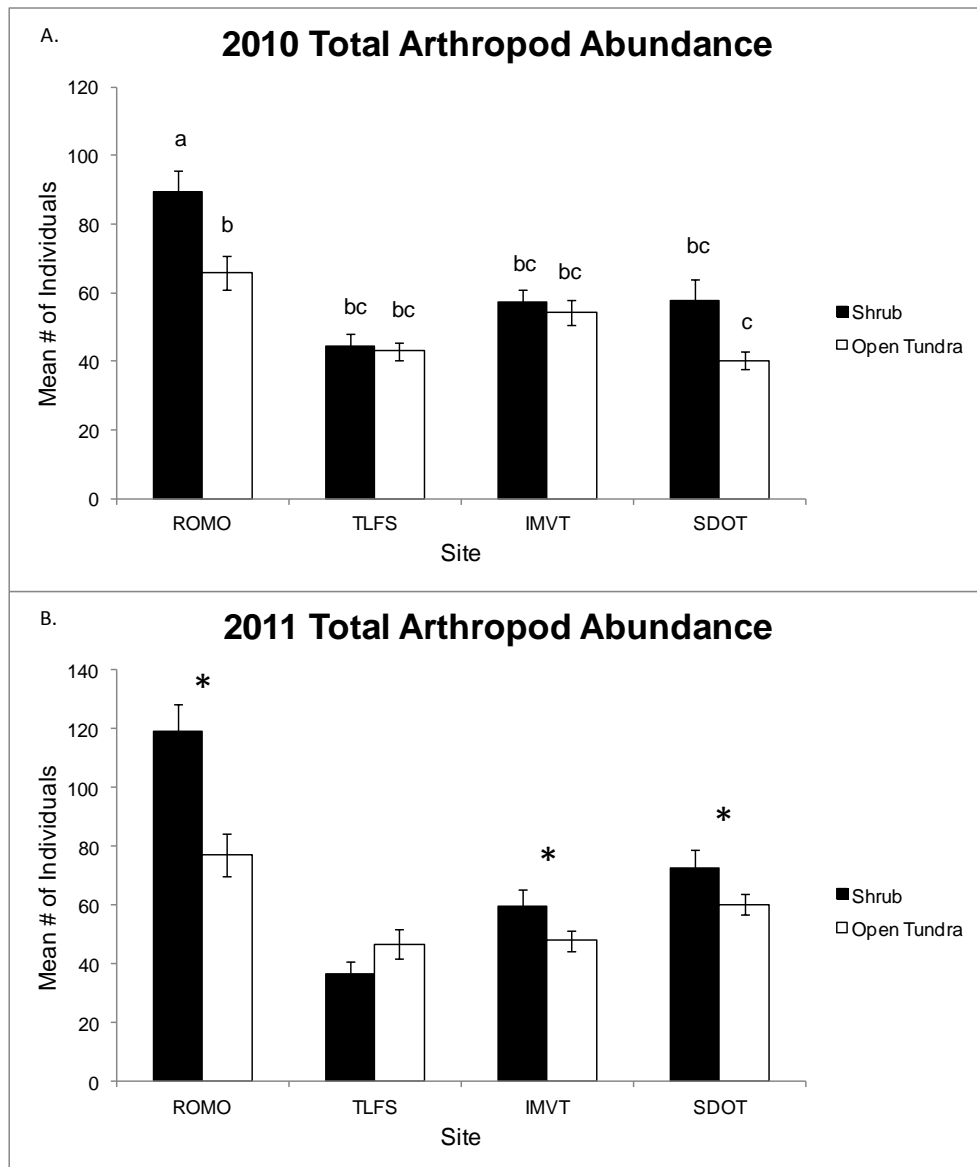 A.
2010 Total Arthropod Abundance
120
100
80
60
40
20
0
Mean # of Individuals
a
b
bc
bc
bc
bc
bc
c
Shrub
Open Tundra
ROMO TLFS IMVT SDOT
Site
B.
2011 Total Arthropod Abundance
140
120
100
80
60
40
20
0
Mean # of Individuals
*
*
*
Shrub
Open Tundra
ROMO TLFS IMVT SDOT
Site